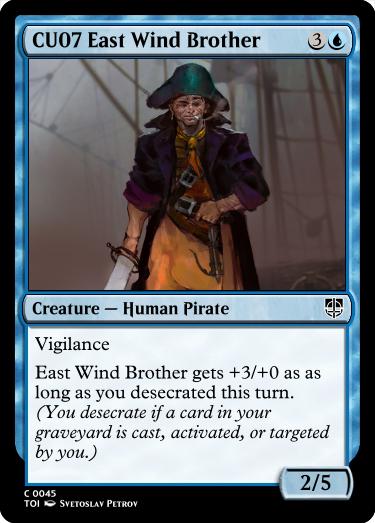 CU07 East Wind Brother 3
Creature — Human Pirate
Vigilance
East Wind Brother gets +3/+0 as as
long as you desecrated this turn.
(You desecrate if a card in your
graveyard is cast, activated, or targeted
by you.)
2/5
C 0045
TOI Svetoslav Petrov